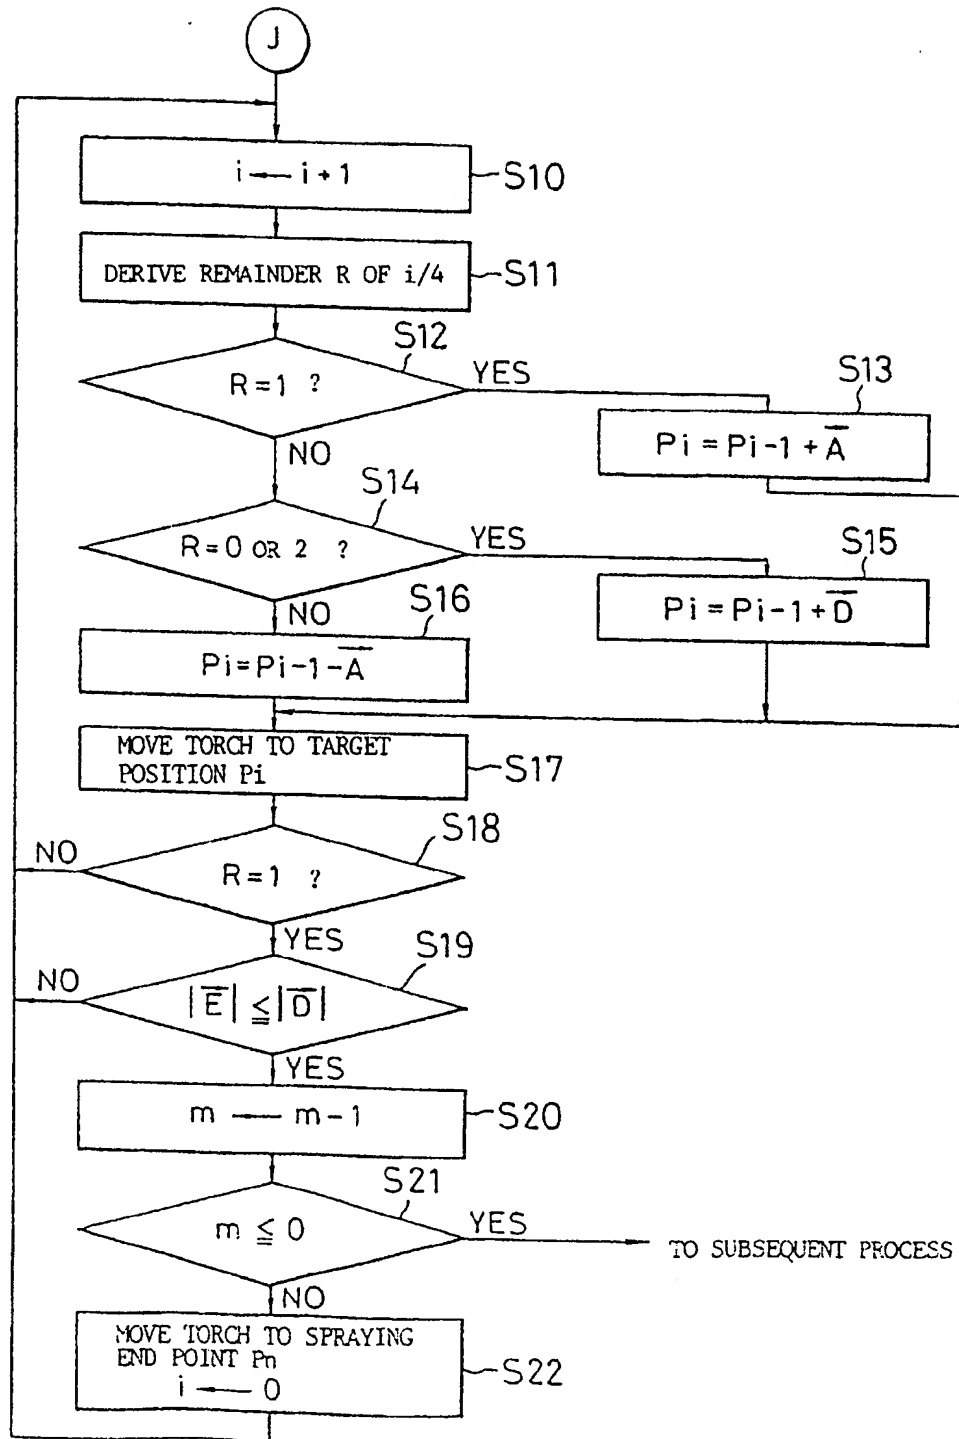 J
i ← i + 1
S10
DERIVE REMAINDER R OF i/4
S11
S12
R = 1 ?
YES
S13
Pi = Pi-1 + A
NO
S14
R = 0 OR 2 ?
YES
S15
Pi = Pi-1 + D
NO
S16
Pi = Pi-1 - A
MOVE TORCH TO TARGET
POSITION Pi
S17
S18
NO
R = 1 ?
YES
S19
NO
|E| ≦ |D|
YES
m ← m - 1
S20
S21
m ≦ 0
YES
TO SUBSEQUENT PROCESS
NO
MOVE TORCH TO SPRAYING
END POINT Pn
i ← 0
S22